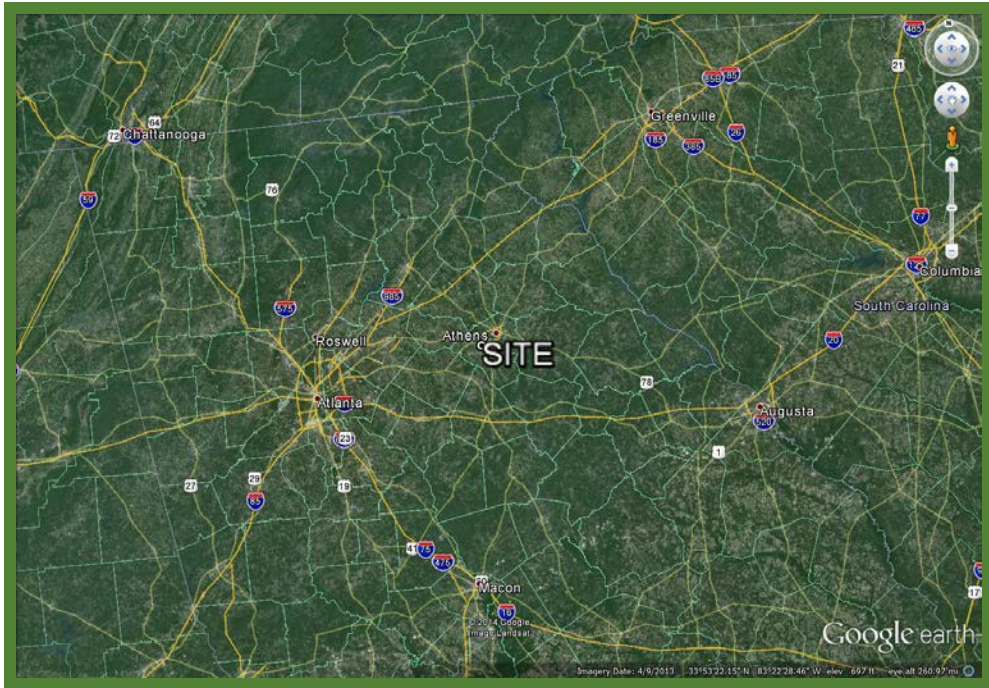 485
N
21
85B
85
Greenville
64
72
Chattanooga
185
385
26
59
76
77
Columbia
South Carolina
985
575
20
Athens
SITE
Roswell
78
Atlanta
Augusta
520
23
1
29
27
19
85
41
75
475
Macon
16
17
© 2014 Google
Image Landsat
Google earth
Imagery Date: 4/9/2013 33°53'22.15" N 83°22'28.46" W elev 697 ft eye alt 260.97 mi